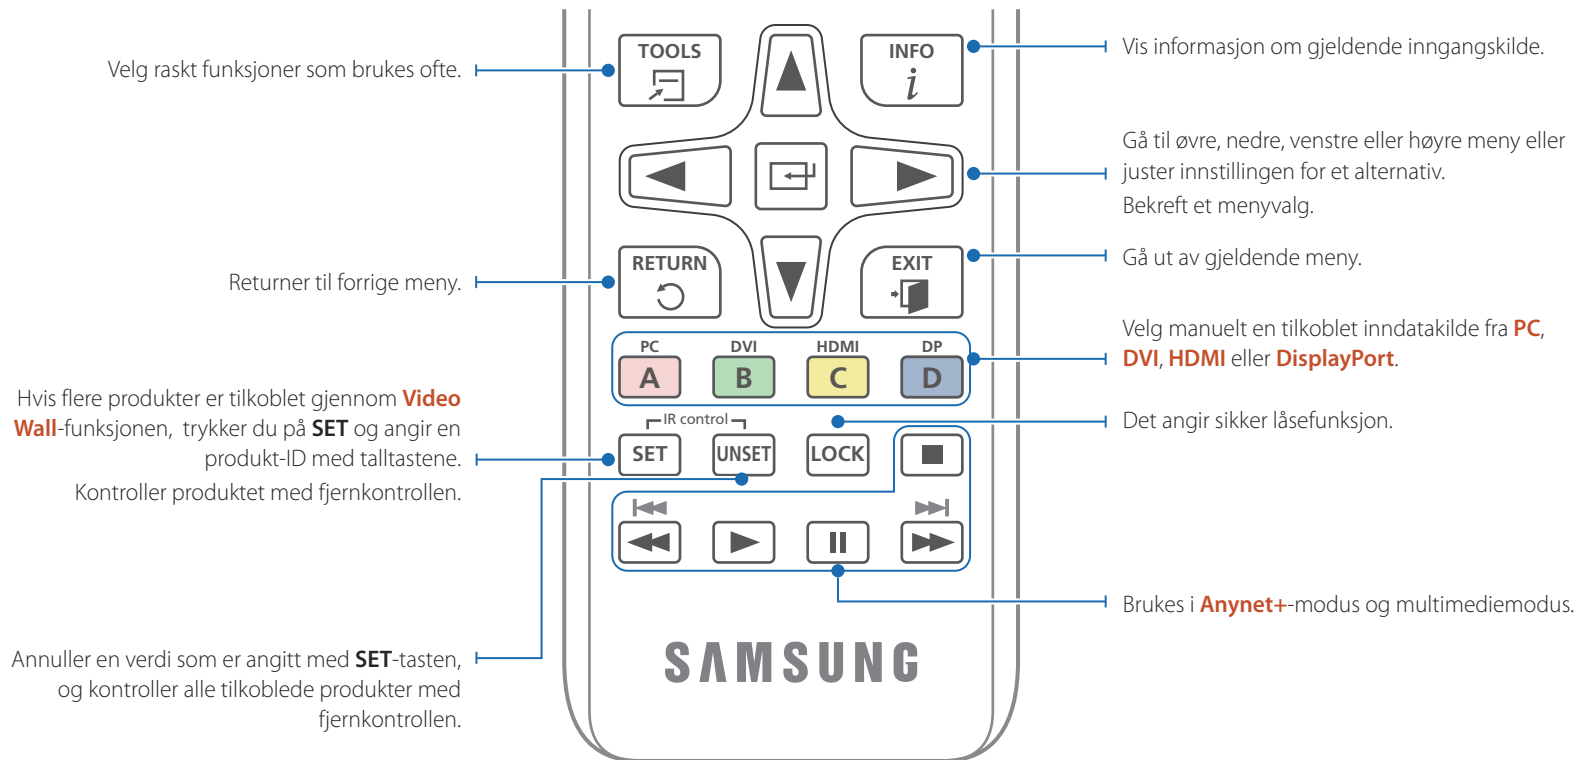 TOOLS
INFO
Velg raskt funksjoner som brukes ofte.
Vis informasjon om gjeldende inngangskilde.
Gå til øvre, nedre, venstre eller høyre meny eller
juster innstillingen for et alternativ.
Bekreft et menyvalg.
RETURN
EXIT
Returner til forrige meny.
Gå ut av gjeldende meny.
PC DVI HDMI DP
A B C D
Velg manuelt en tilkoblet inndatakilde fra PC,
DVI, HDMI eller DisplayPort.
Hvis flere produkter er tilkoblet gjennom Video
Wall-funksjonen, trykker du på SET og angir en
produkt-ID med talltastene.
Kontroller produktet med fjernkontrollen.
IR control
SET UNSET LOCK
Det angir sikker låsefunksjon.
Brukes i Anynet+-modus og multimediemodus.
Annuller en verdi som er angitt med SET-tasten,
og kontroller alle tilkoblede produkter med
fjernkontrollen.
SAMSUNG